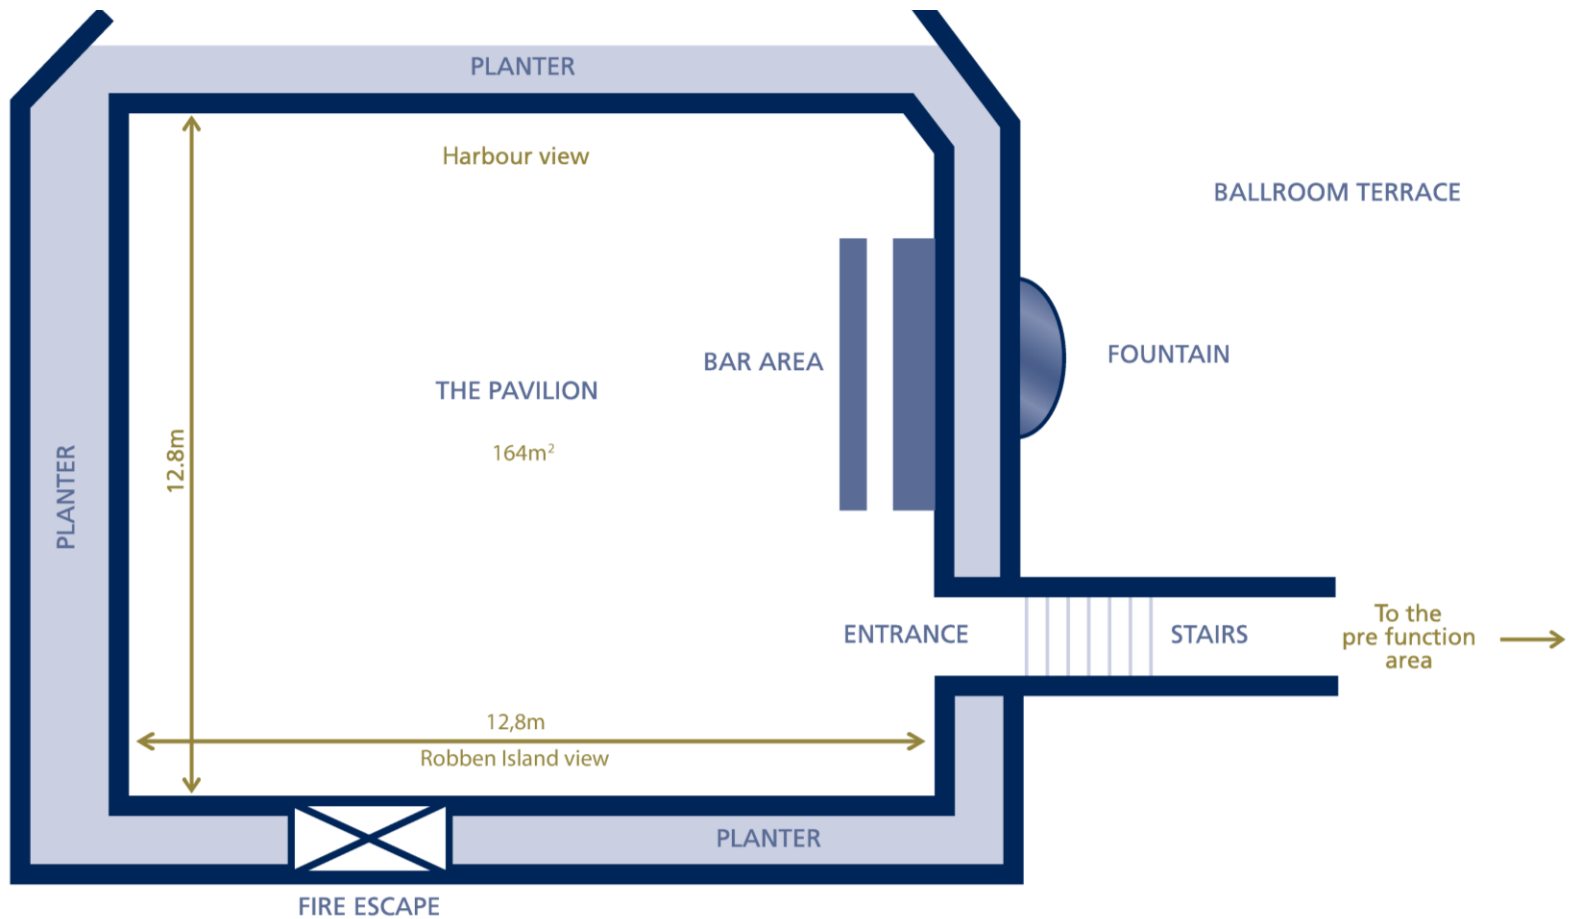 PLANTER
Harbour view
BALLROOM TERRACE
FOUNTAIN
BAR AREA
THE PAVILION
164m²
12.8m
PLANTER
ENTRANCE
STAIRS
To the
pre function
area
12,8m
Robben Island view
PLANTER
FIRE ESCAPE